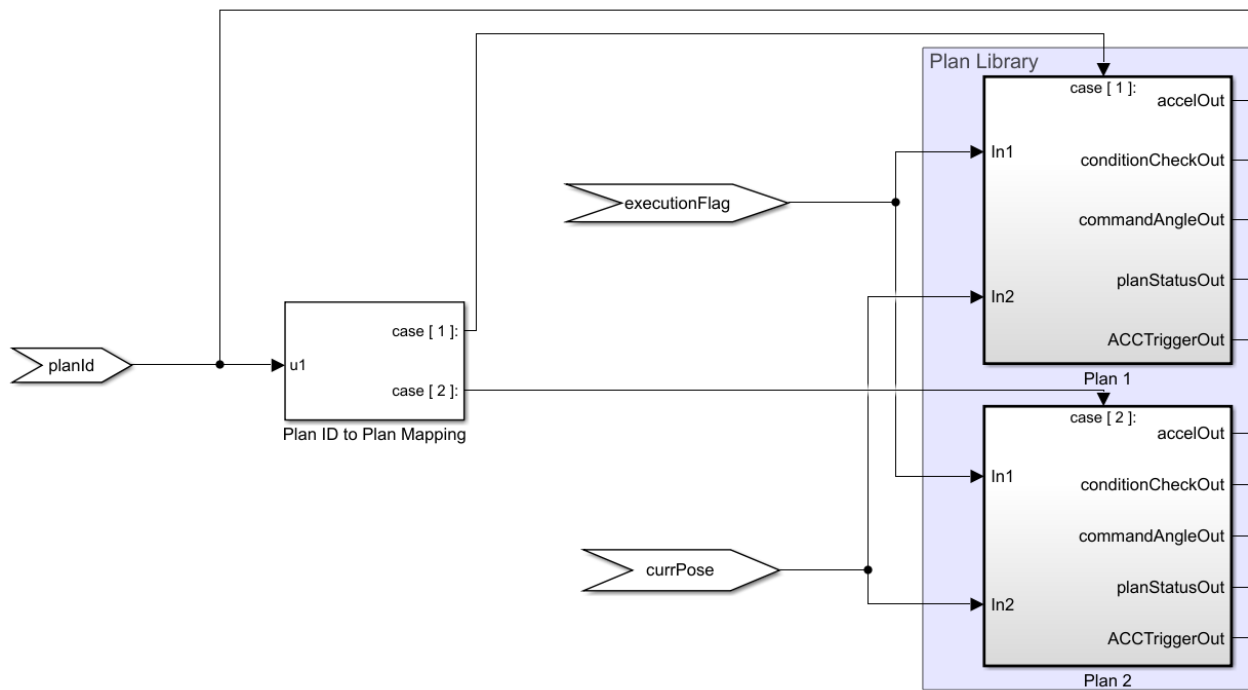 planId
u1
case [ 1 ]:
case [ 2 ]:
Plan ID to Plan Mapping
executionFlag
currPose
Plan Library
case [ 1 ]:
In1
In2
accelOut
conditionCheckOut
commandAngleOut
planStatusOut
ACCTriggerOut
Plan 1
case [ 2 ]:
In1
In2
accelOut
conditionCheckOut
commandAngleOut
planStatusOut
ACCTriggerOut
Plan 2